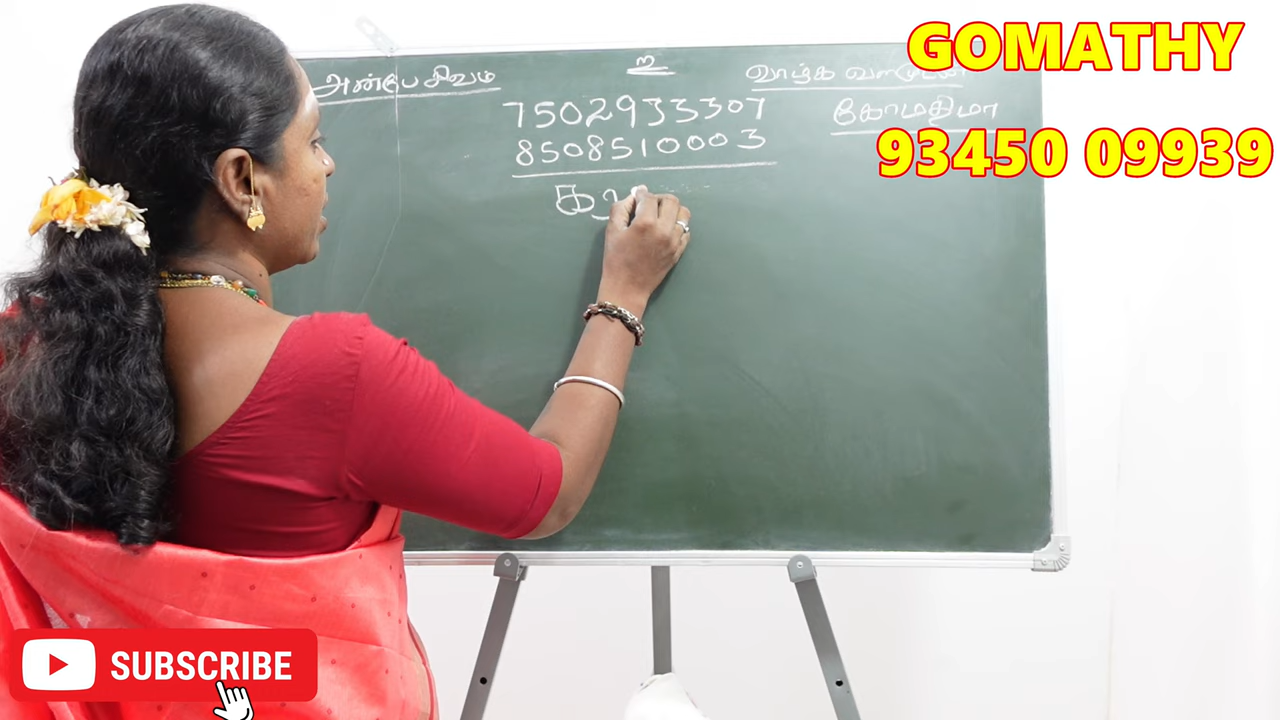 GOMATHY
93450 09939
அன்பே சிவம்
உ
வாழ்க வளமுடன்
7502933307
கோமதிமா
8508510003
SUBSCRIBE